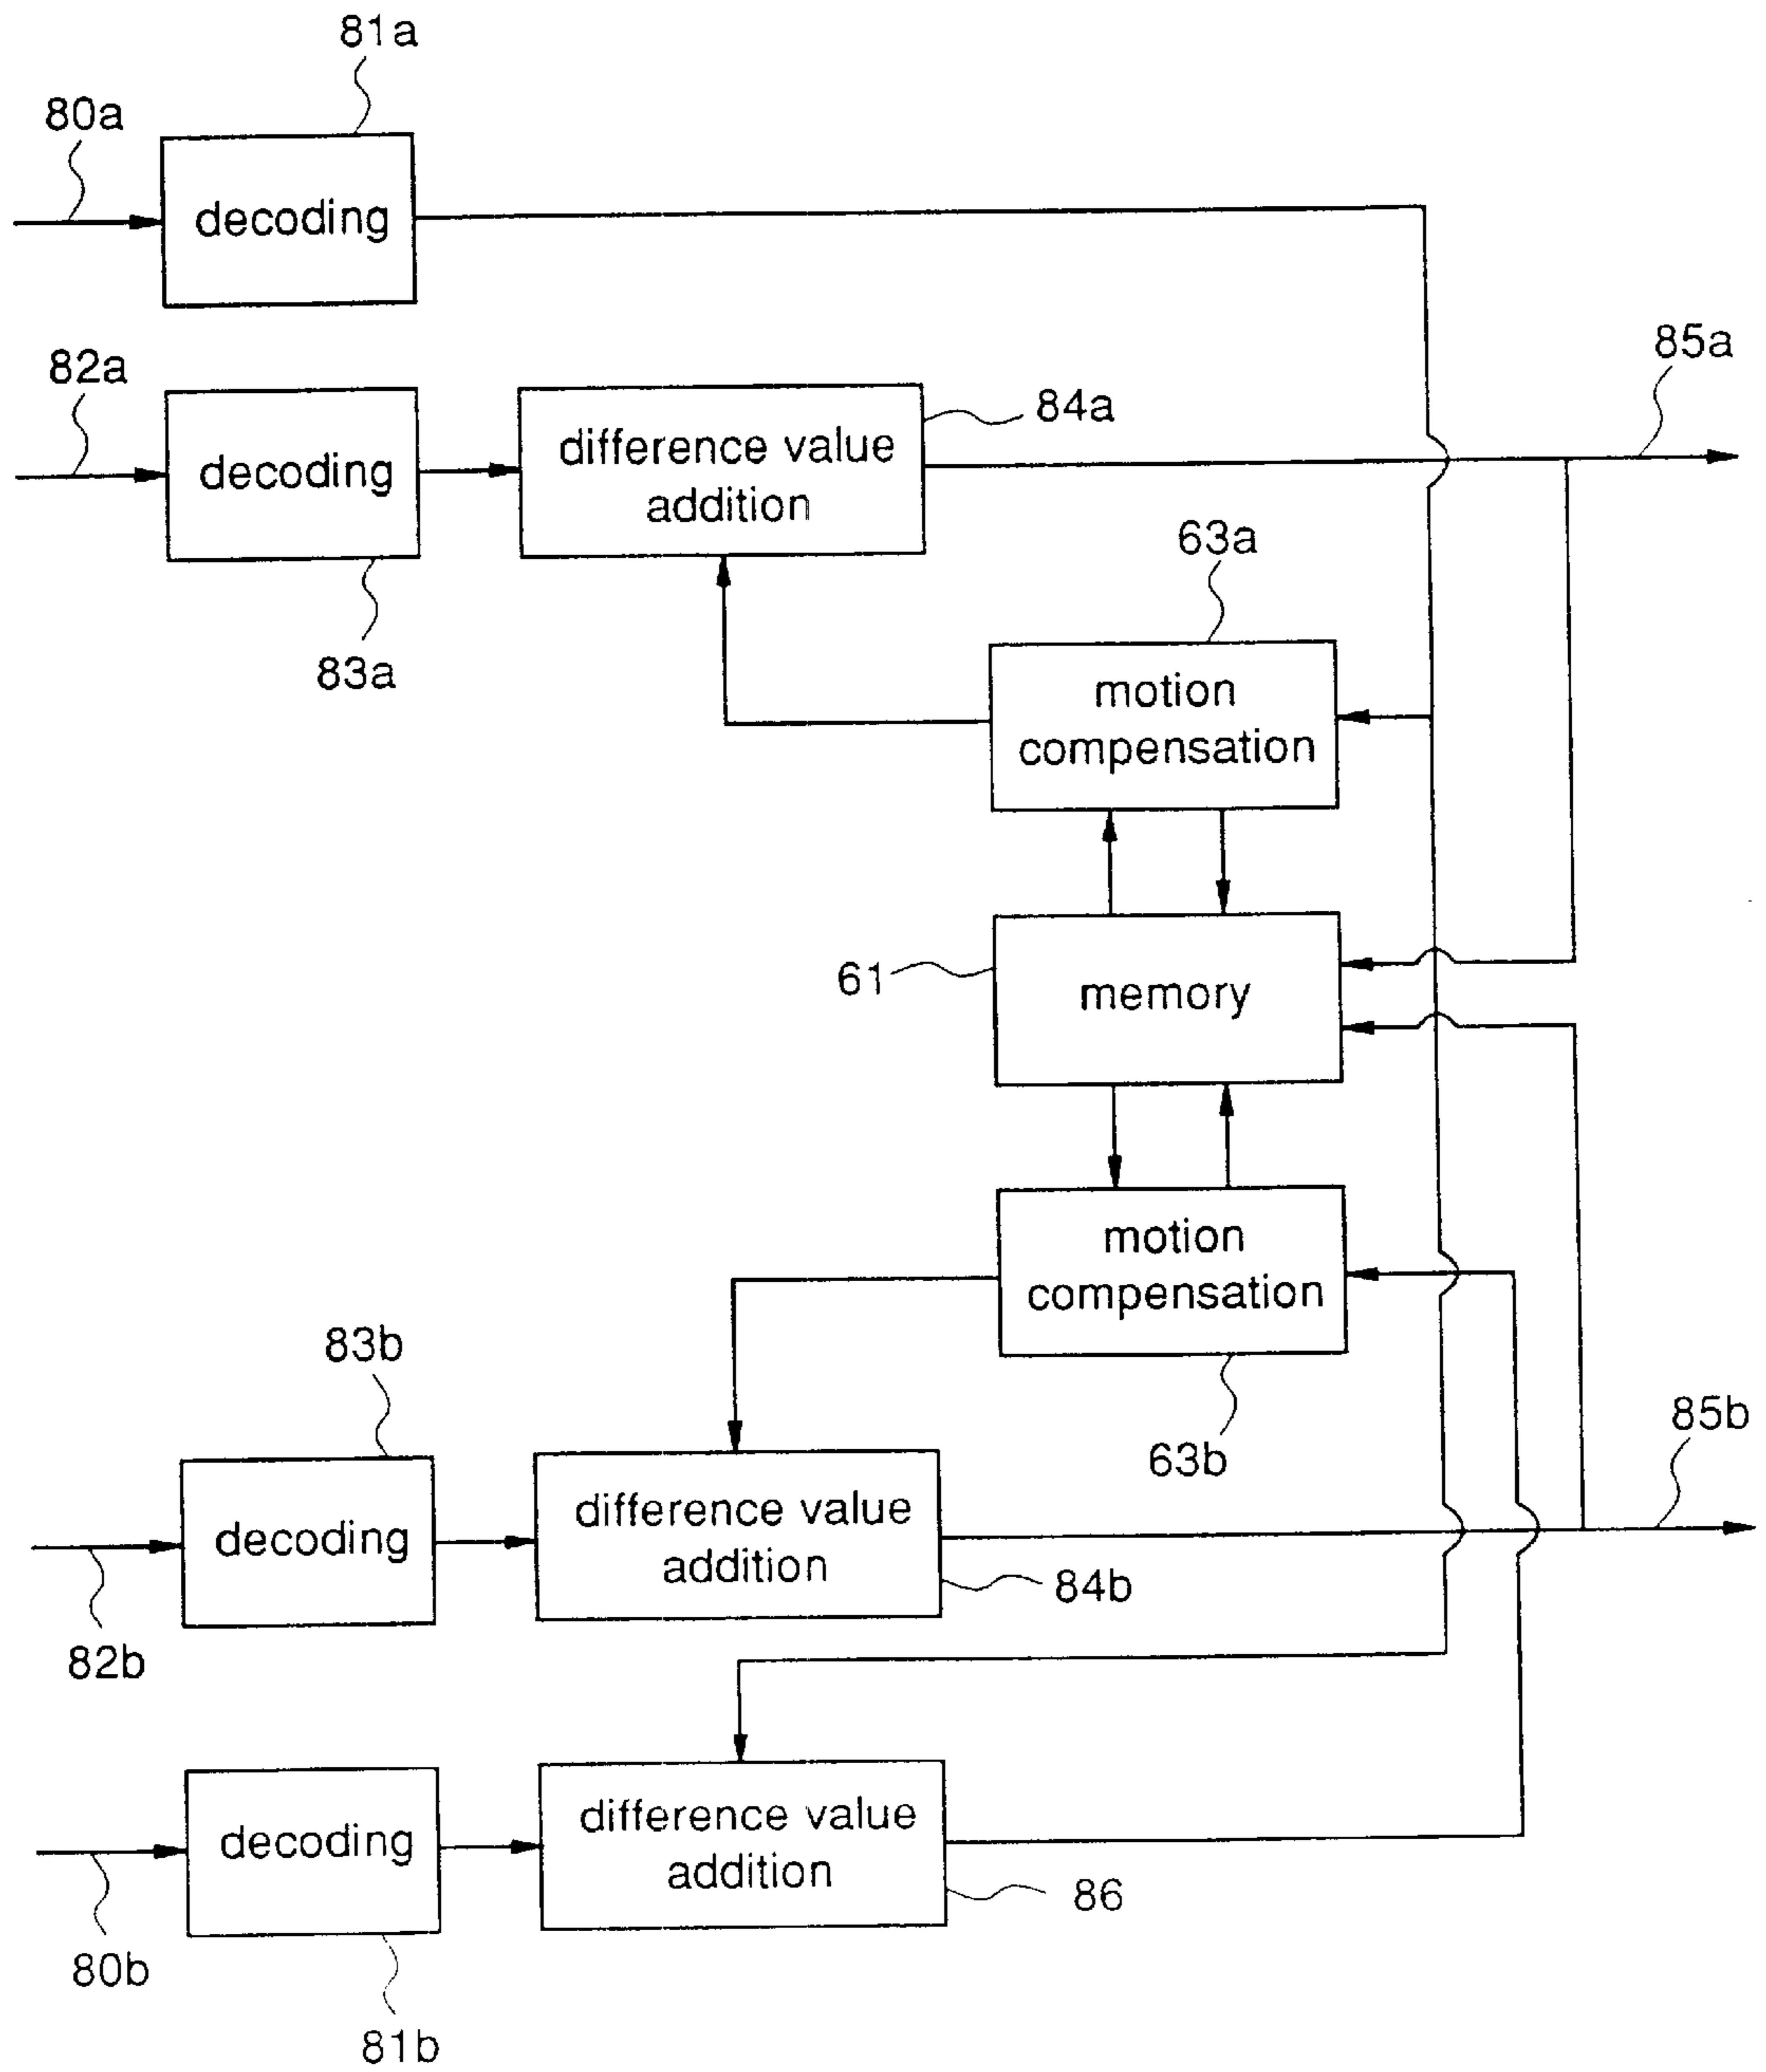 81a
80a
decoding
82a
decoding
83a
difference value
addition
84a
85a
63a
motion
compensation
61
memory
motion
compensation
63b
83b
decoding
82b
difference value
addition
84b
85b
decoding
80b
81b
difference value
addition
86